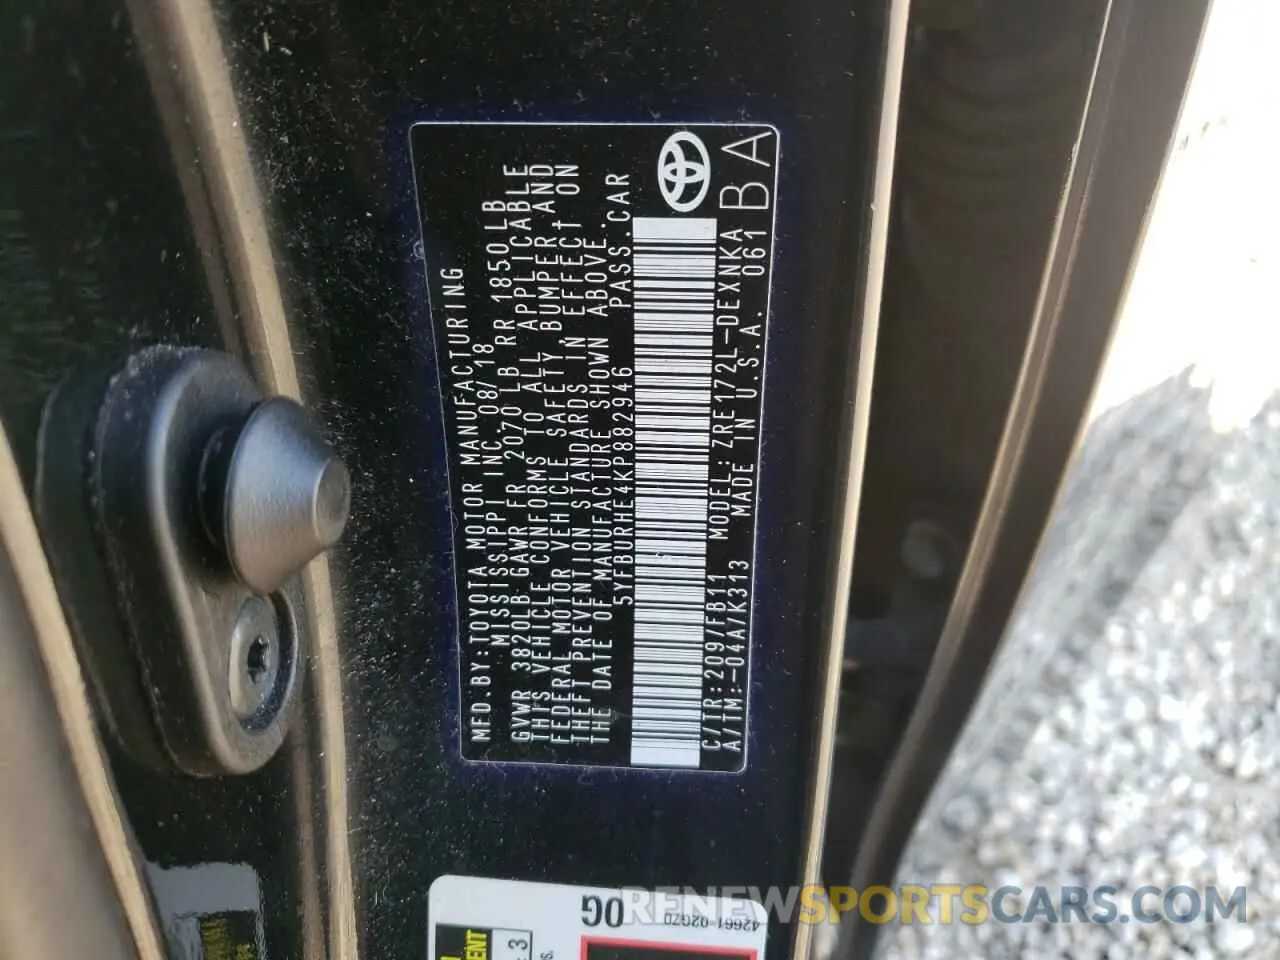 MFD.BY:TOYOTA MOTOR MANUFACTURING
MISSISSIPPI INC. 08/18
GVWR 3820LB GAWR FR 2070 LB RR 1850 LB
THIS VEHICLE CONFORMS TO ALL APPLICABLE
FEDERAL MOTOR VEHICLE SAFETY, BUMPER AND
THEFT PREVENTION STANDARDS IN EFFECT ON
THE DATE OF MANUFACTURE SHOWN ABOVE.
5YFBURHE4KP882946 PASS.CAR
C/TR:209/FB11 MODEL:ZRE172L-DEXNKA
A/TM:-04A/K313 MADE IN U.S.A. 061
BA
0G
42661-02G70
3
RENEWSPORTSCARS.COM